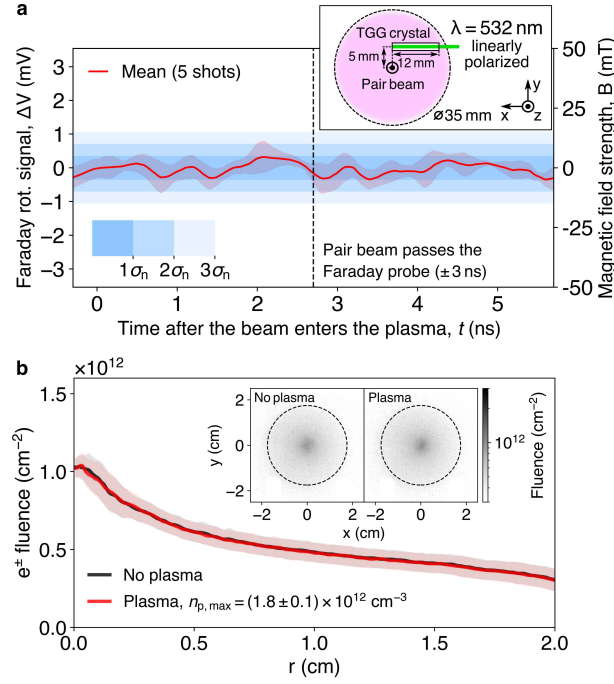 a
Faraday rot. signal, ΔV (mV)
3
2
1
0
−1
−2
−3
Mean (5 shots)
1σn
2σn
3σn
TGG crystal
5 mm
12 mm
Pair beam
λ = 532 nm
linearly
polarized
y
x
z
⌀35 mm
Pair beam passes the
Faraday probe (±3 ns)
50
25
0
-25
-50
Magnetic field strength, B (mT)
0
1
2
3
4
5
Time after the beam enters the plasma, t (ns)
b
×10¹²
e± fluence (cm⁻²)
1.5
1.0
0.5
0.0
No plasma
Plasma
y (cm)
2
0
−2
−2 0 2
−2 0 2
x (cm)
10¹²
Fluence (cm⁻²)
No plasma
Plasma, np, max = (1.8 ± 0.1) × 10¹² cm⁻³
0.0
0.5
1.0
1.5
2.0
r (cm)